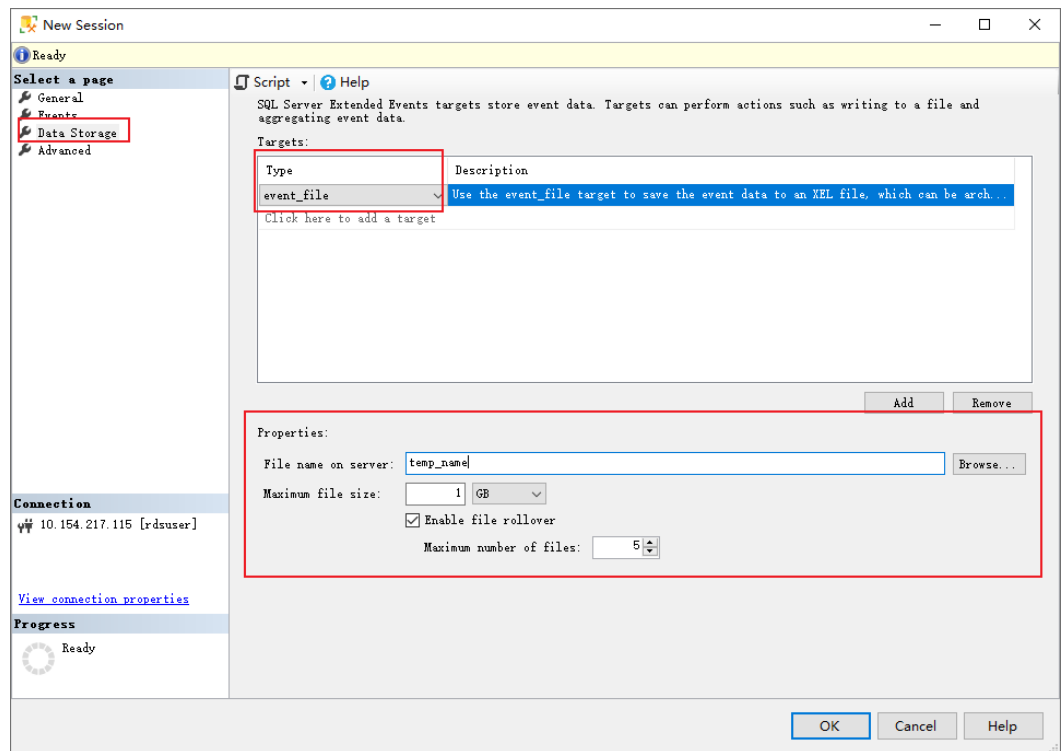 New Session
Ready
Select a page
General
Events
Data Storage
Advanced
Script
Help
SQL Server Extended Events targets store event data. Targets can perform actions such as writing to a file and
aggregating event data.
Targets:
Type Description
event_file Use the event_file target to save the event data to an XEL file, which can be arch...
Click here to add a target
Add Remove
Properties:
File name on server: temp_name Browse...
Maximum file size: 1 GB
Enable file rollover
Maximum number of files: 5
Connection
10.154.217.115 [rdsuser]
View connection properties
Progress
Ready
OK Cancel Help